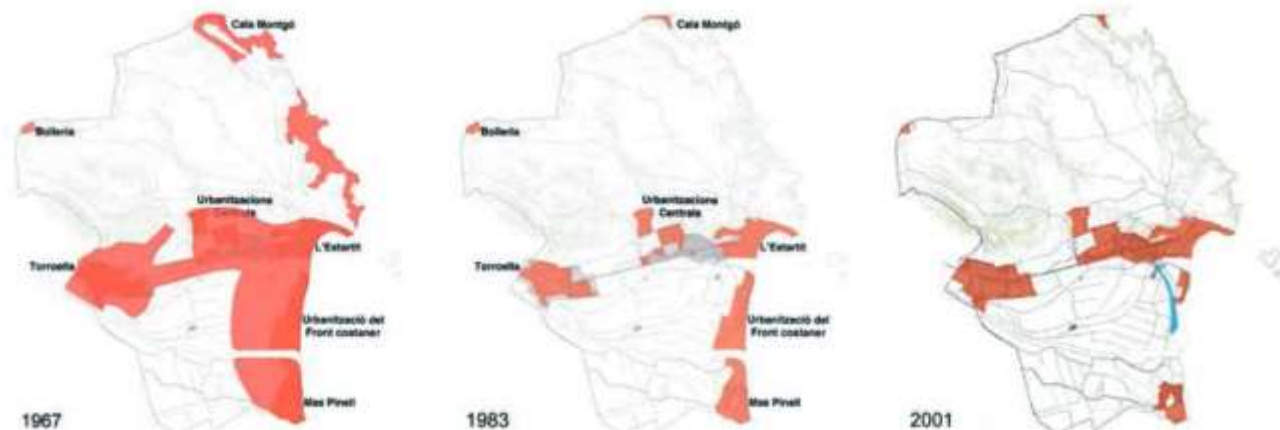 Cala Montgó
Bolleria
Urbanitzacions
Centrals
L'Estartit
Torroella
Urbanització del
Front costaner
Mas Pinell
1967
Cala Montgó
Bolleria
Urbanitzacions
Centrals
L'Estartit
Torroella
Urbanització del
Front costaner
Mas Pinell
1983
2001